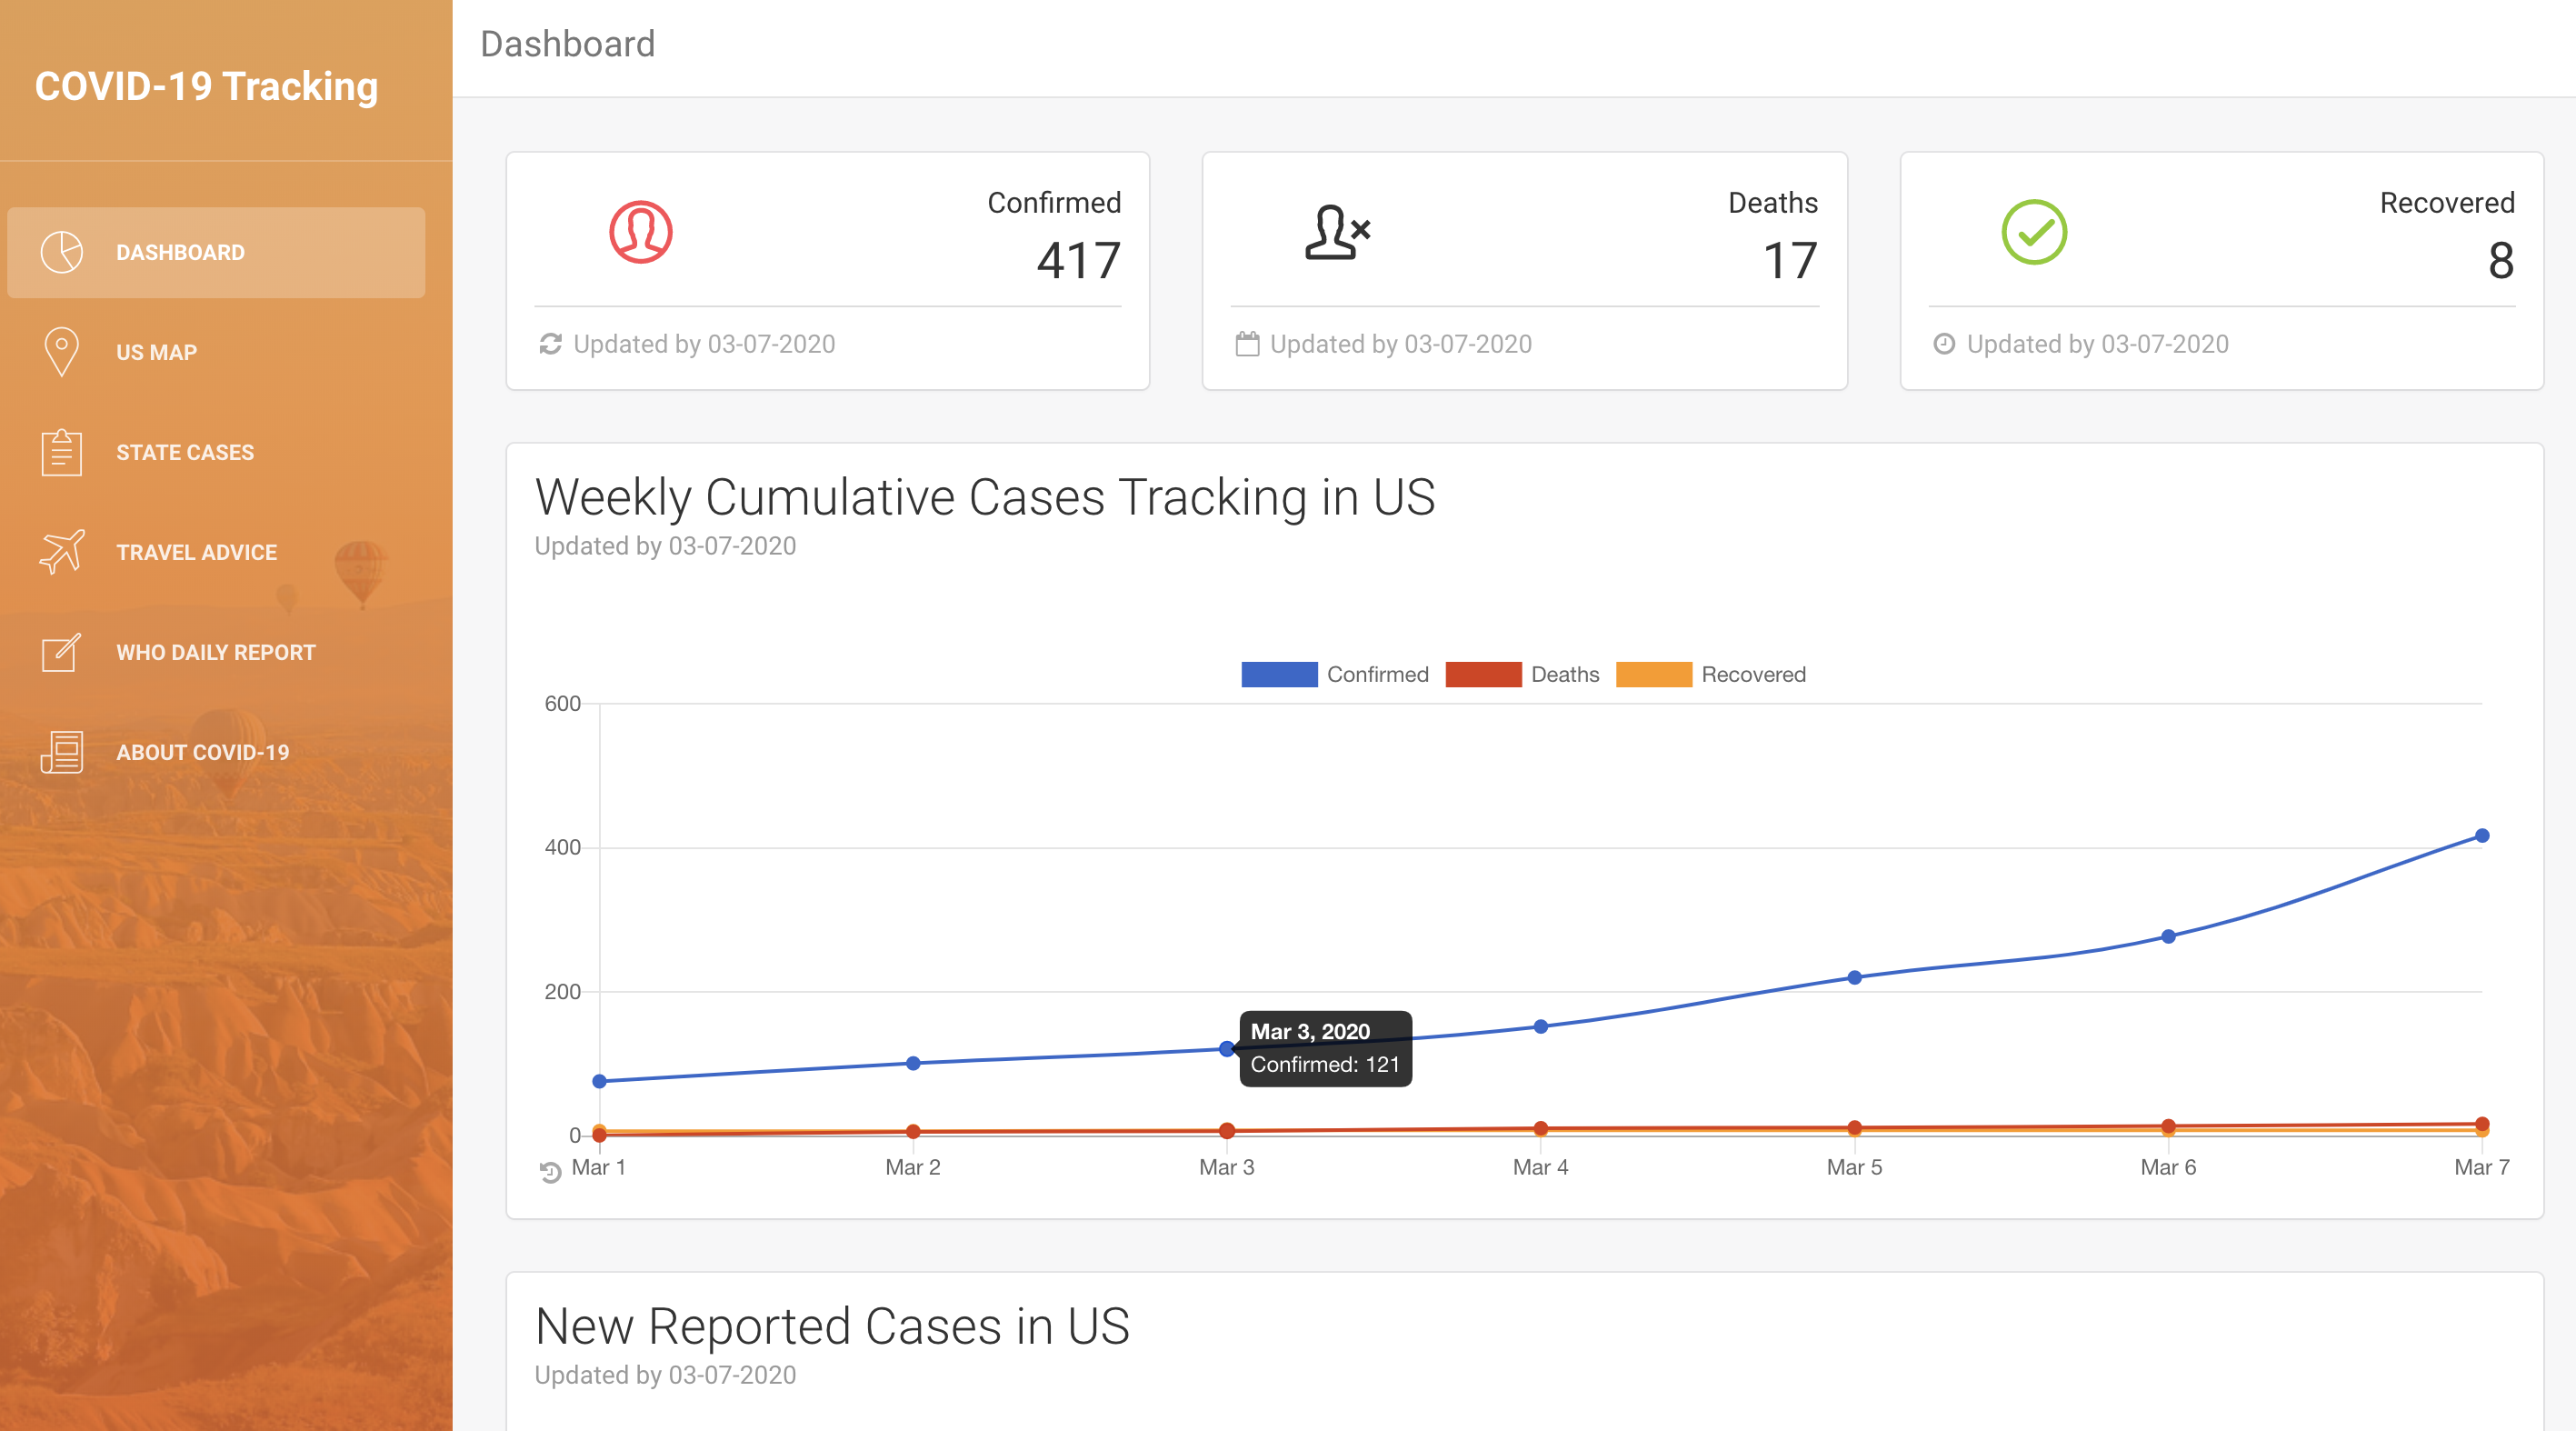 COVID-19 Tracking
DASHBOARD
US MAP
STATE CASES
TRAVEL ADVICE
WHO DAILY REPORT
ABOUT COVID-19
Dashboard
Confirmed
417
Updated by 03-07-2020
Deaths
17
Updated by 03-07-2020
Recovered
8
Updated by 03-07-2020
Weekly Cumulative Cases Tracking in US
Updated by 03-07-2020
Confirmed Deaths Recovered
600
400
200
0
Mar 3, 2020
Confirmed: 121
Mar 1 Mar 2 Mar 3 Mar 4 Mar 5 Mar 6 Mar 7
New Reported Cases in US
Updated by 03-07-2020